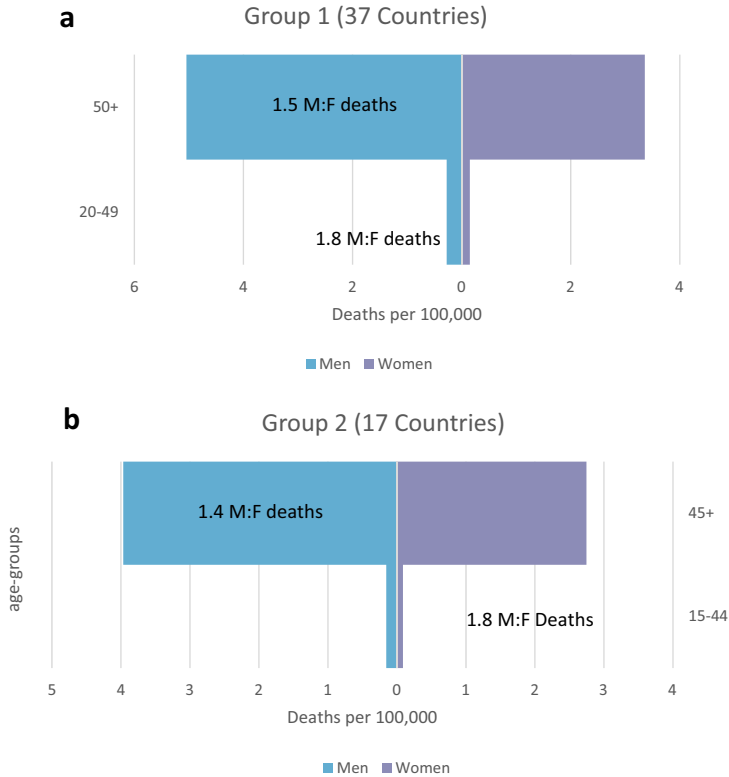 a
Group 1 (37 Countries)
50+
1.5 M:F deaths
20-49
1.8 M:F deaths
6 4 2 0 2 4
Deaths per 100,000
Men Women
b
Group 2 (17 Countries)
age-groups
1.4 M:F deaths
45+
1.8 M:F Deaths
15-44
5 4 3 2 1 0 1 2 3 4
Deaths per 100,000
Men Women